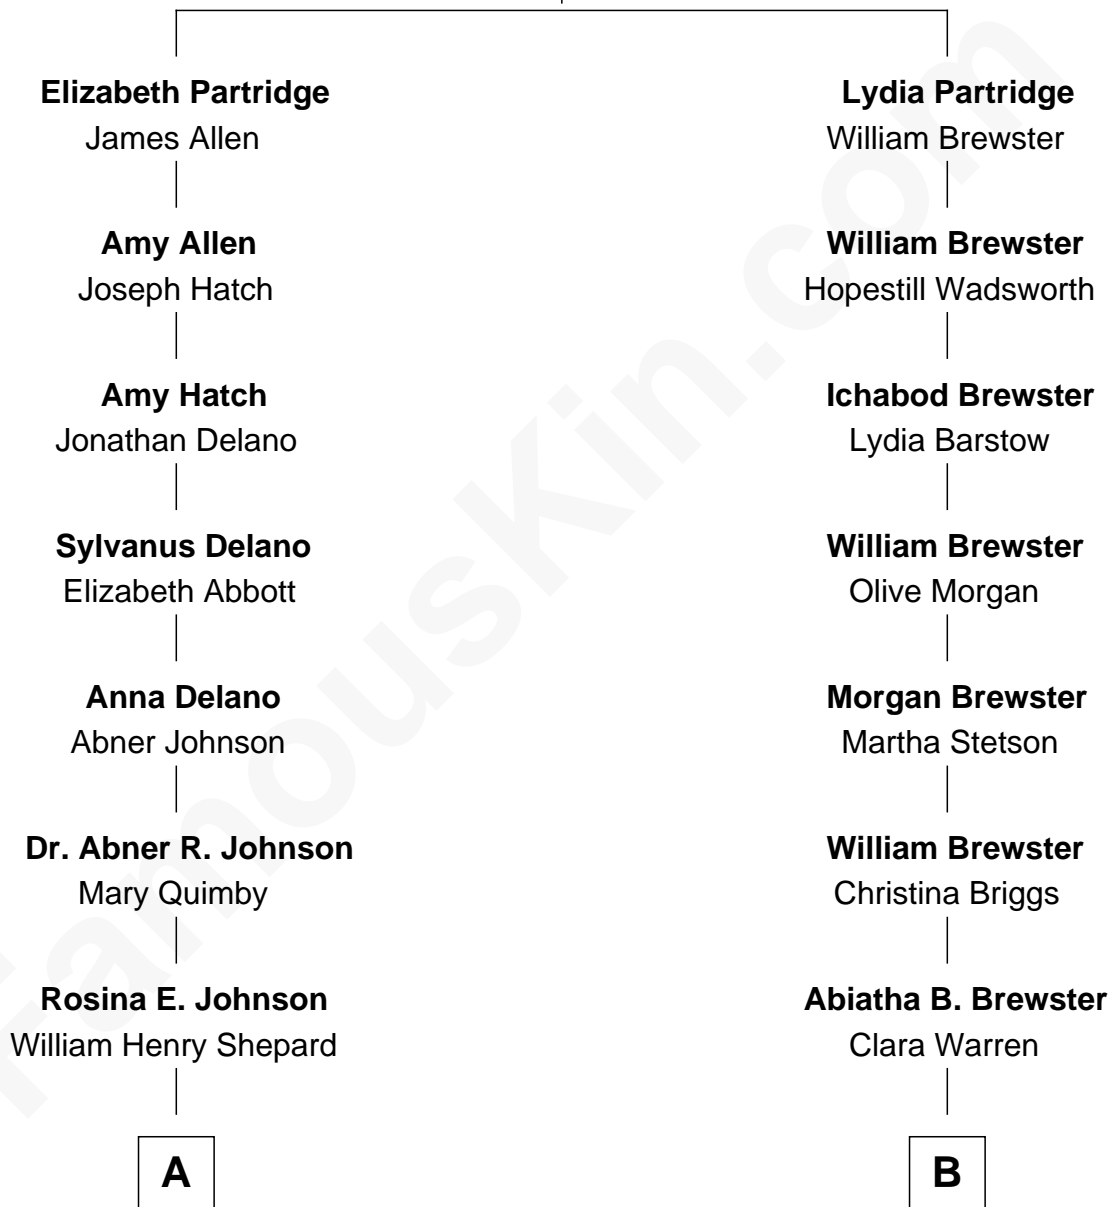 Elizabeth Partridge
James Allen
Lydia Partridge
William Brewster
Amy Allen
Joseph Hatch
William Brewster
Hopestill Wadsworth
Amy Hatch
Jonathan Delano
Ichabod Brewster
Lydia Barstow
Sylvanus Delano
Elizabeth Abbott
William Brewster
Olive Morgan
Anna Delano
Abner Johnson
Morgan Brewster
Martha Stetson
Dr. Abner R. Johnson
Mary Quimby
William Brewster
Christina Briggs
Rosina E. Johnson
William Henry Shepard
Abiatha B. Brewster
Clara Warren
A
B
FamousKin.com